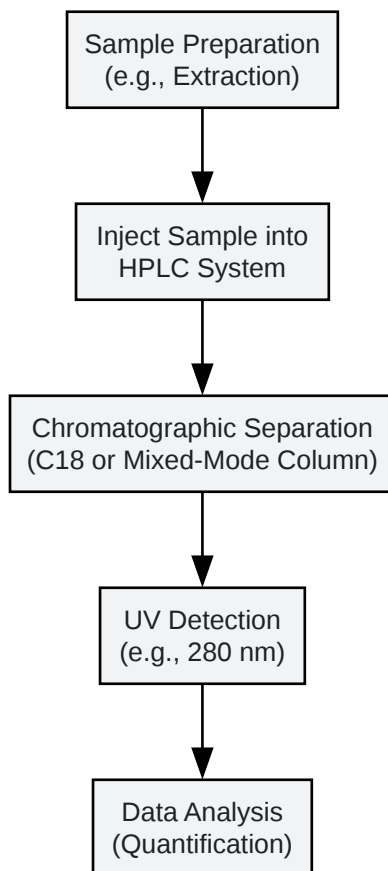 Sample Preparation
(e.g., Extraction)
Inject Sample into
HPLC System
Chromatographic Separation
(C18 or Mixed-Mode Column)
UV Detection
(e.g., 280 nm)
Data Analysis
(Quantification)